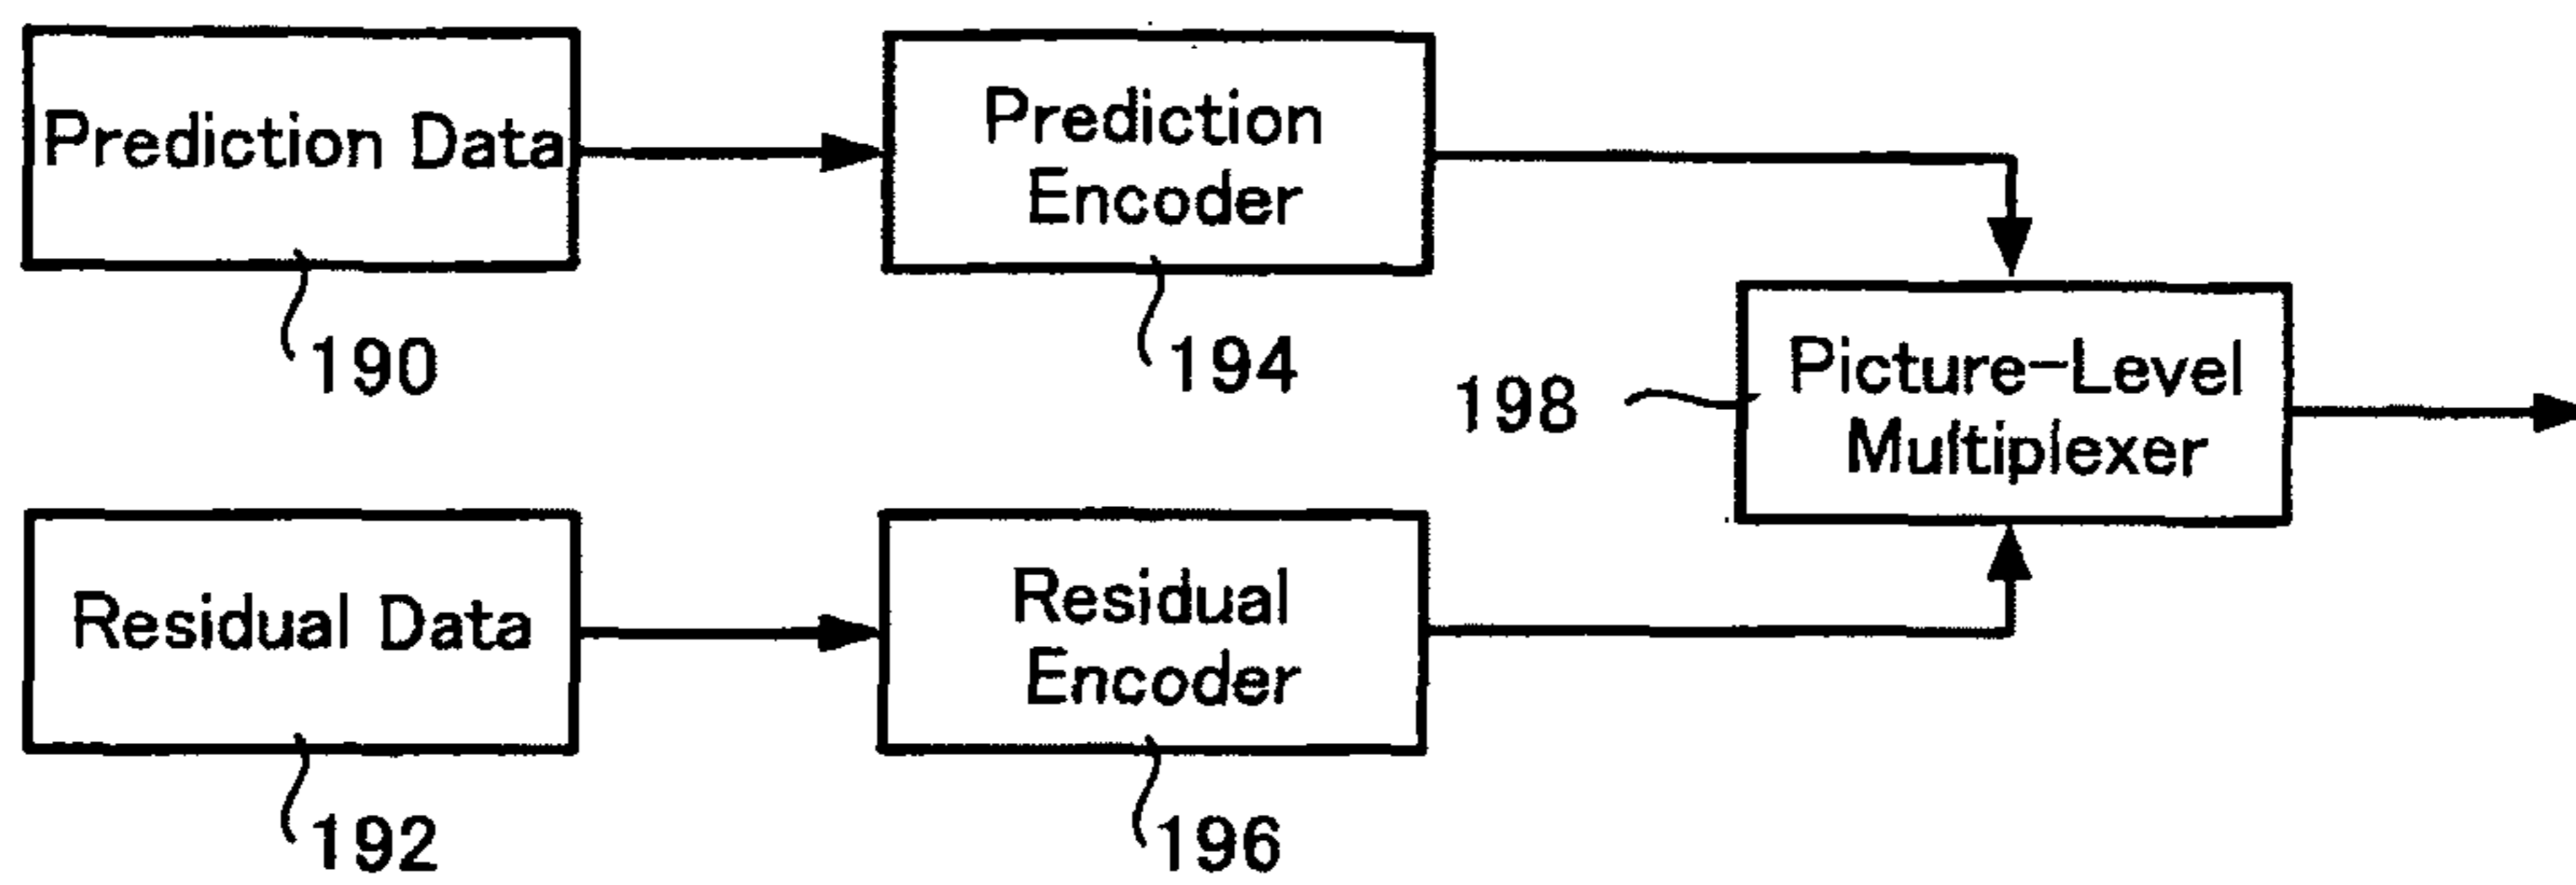 Prediction Data
190
Prediction
Encoder
194
Picture-Level
Multiplexer
198
Residual Data
192
Residual
Encoder
196